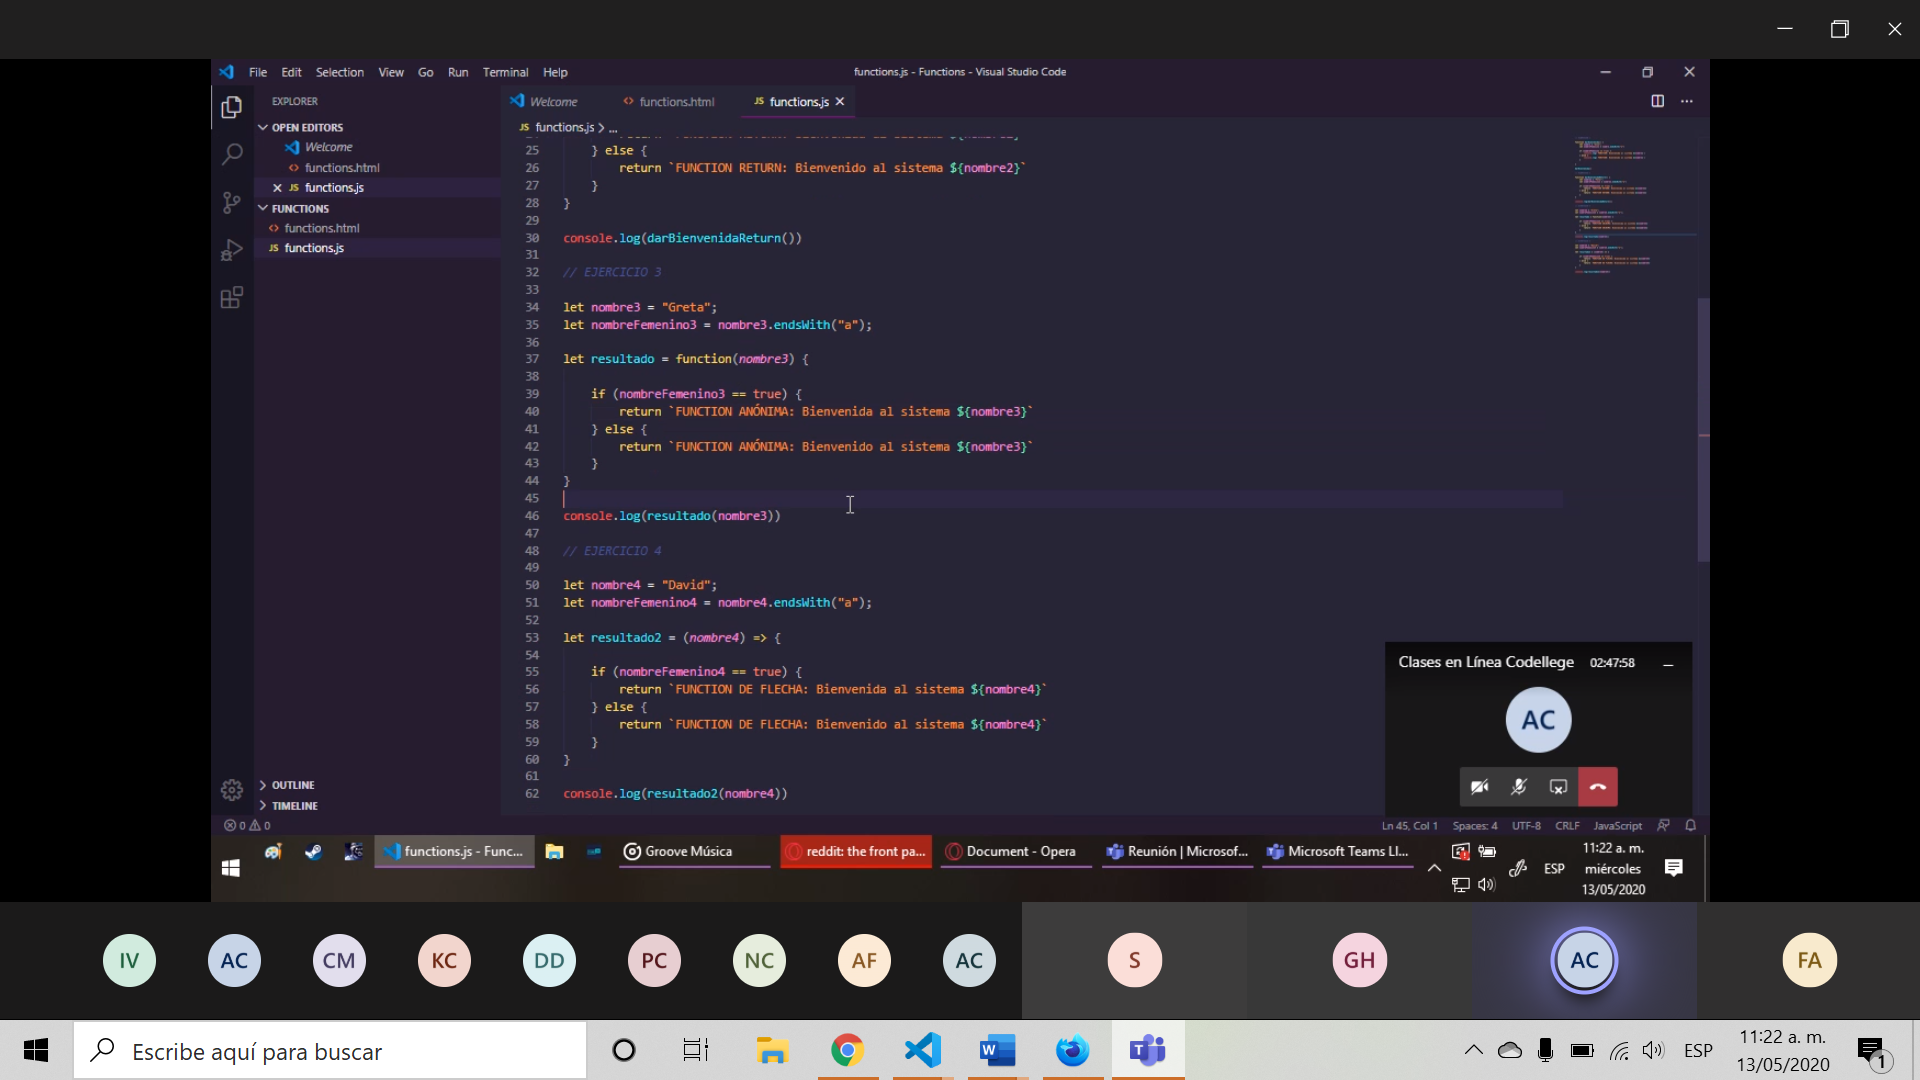 File Edit Selection View Go Run Terminal Help
functions.js - Functions - Visual Studio Code
EXPLORER
OPEN EDITORS
Welcome
functions.html
functions.js
FUNCTIONS
functions.html
functions.js
OUTLINE
TIMELINE
Welcome functions.html JS functions.js
JS functions.js > ...
25 } else {
26 return `FUNCTION RETURN: Bienvenido al sistema ${nombre2}`
27 }
28 }
29
30 console.log(darBienvenidaReturn())
31
32 // EJERCICIO 3
33
34 let nombre3 = "Greta";
35 let nombreFemenino3 = nombre3.endsWith("a");
36
37 let resultado = function(nombre3) {
38
39 if (nombreFemenino3 == true) {
40 return `FUNCTION ANÓNIMA: Bienvenida al sistema ${nombre3}`
41 } else {
42 return `FUNCTION ANÓNIMA: Bienvenido al sistema ${nombre3}`
43 }
44 }
45
46 console.log(resultado(nombre3))
47
48 // EJERCICIO 4
49
50 let nombre4 = "David";
51 let nombreFemenino4 = nombre4.endsWith("a");
52
53 let resultado2 = (nombre4) => {
54
55 if (nombreFemenino4 == true) {
56 return `FUNCTION DE FLECHA: Bienvenida al sistema ${nombre4}`
57 } else {
58 return `FUNCTION DE FLECHA: Bienvenido al sistema ${nombre4}`
59 }
60 }
61
62 console.log(resultado2(nombre4))
Clases en Línea Codellege 02:47:58
AC
0 0
Ln 45, Col 1 Spaces: 4 UTF-8 CRLF JavaScript
functions.js - Func... Groove Música reddit: the front pa... Document - Opera Reunión | Microsof... Microsoft Teams Ll...
ESP
11:22 a. m.
miércoles
13/05/2020
IV AC CM KC DD PC NC AF AC S GH AC FA
Escribe aquí para buscar
ESP
11:22 a. m.
13/05/2020
1